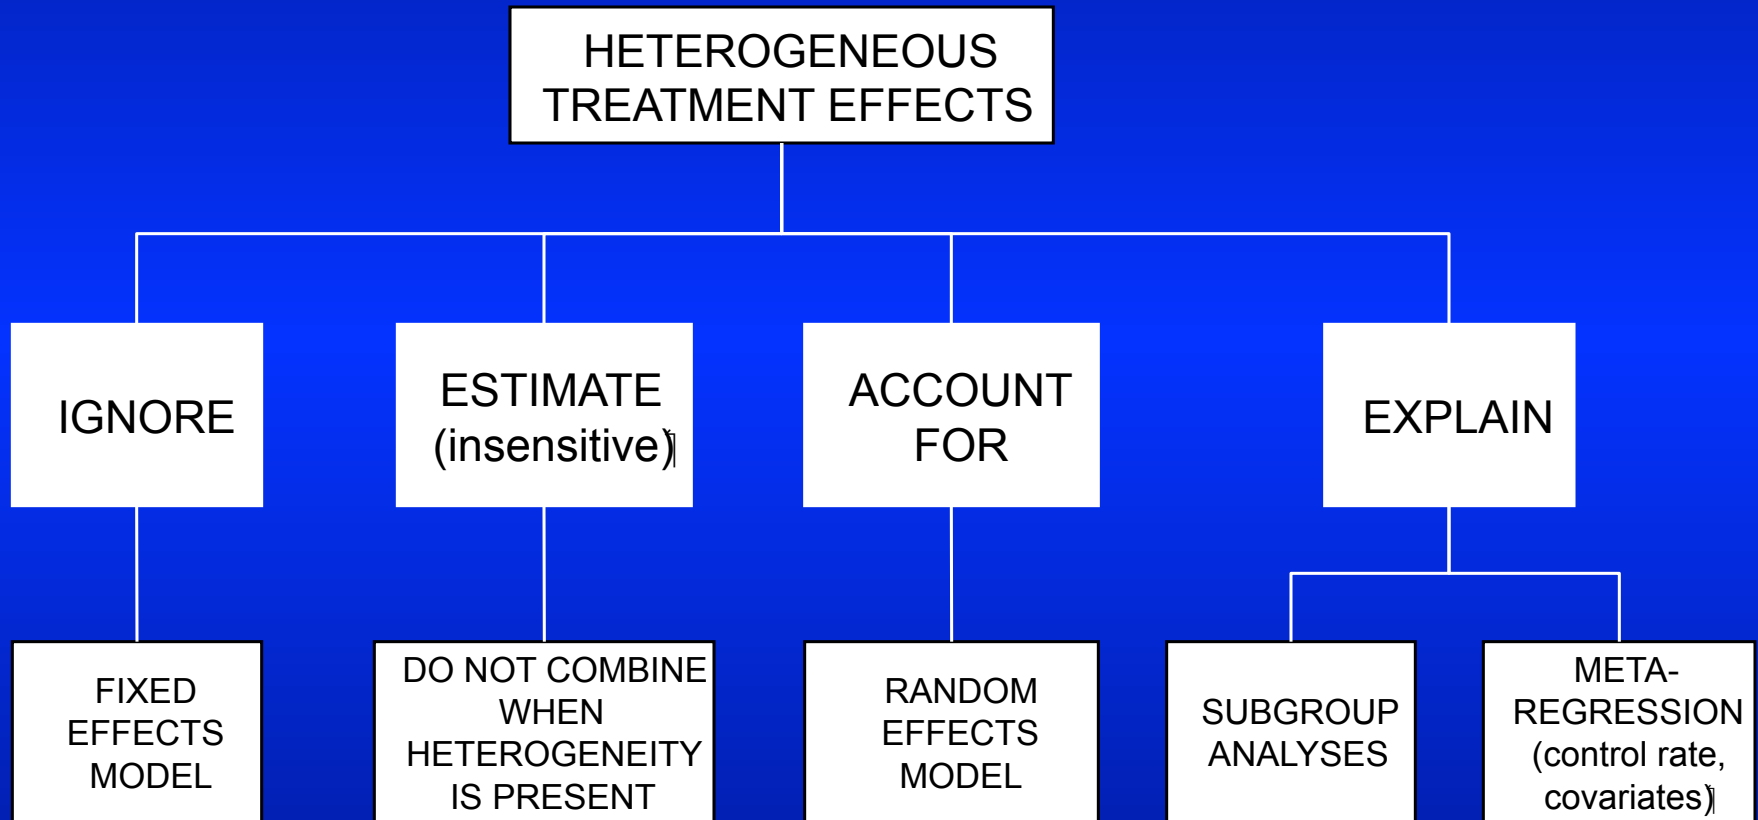 HETEROGENEOUS
TREATMENT EFFECTS
IGNORE
ESTIMATE
(insensitive)
ACCOUNT
FOR
EXPLAIN
FIXED
EFFECTS
MODEL
DO NOT COMBINE
WHEN
HETEROGENEITY
IS PRESENT
RANDOM
EFFECTS
MODEL
SUBGROUP
ANALYSES
META-
REGRESSION
(control rate,
covariates)